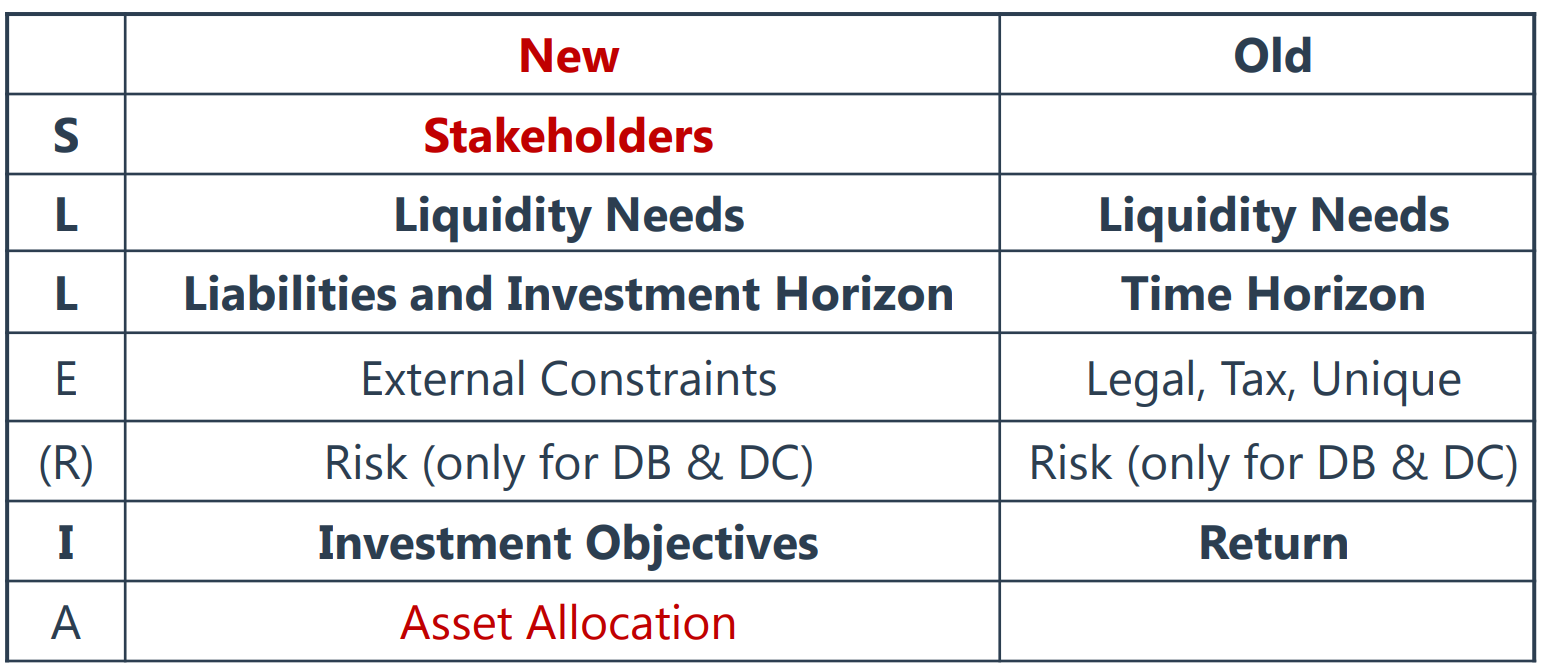 New Old
S Stakeholders
L Liquidity Needs Liquidity Needs
L Liabilities and Investment Horizon Time Horizon
E External Constraints Legal, Tax, Unique
(R) Risk (only for DB & DC) Risk (only for DB & DC)
I Investment Objectives Return
A Asset Allocation